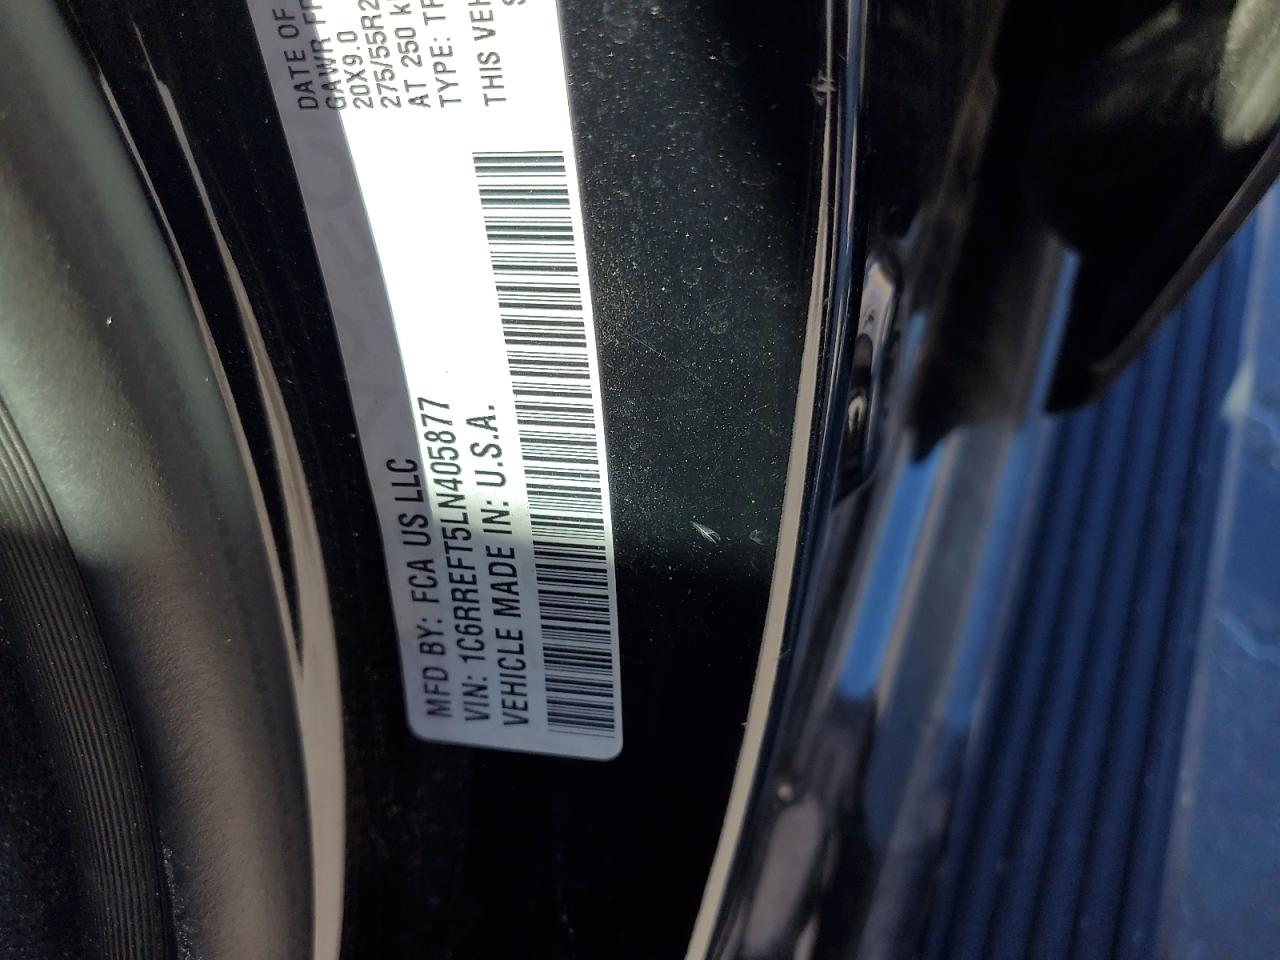 MFD BY: FCA US LLC
DATE OF
GAWR
20X9.0
275/55R2
AT 250
TYPE:
VIN: 1C6RREFT5LN405877
VEHICLE MADE IN: U.S.A.
THIS VEH